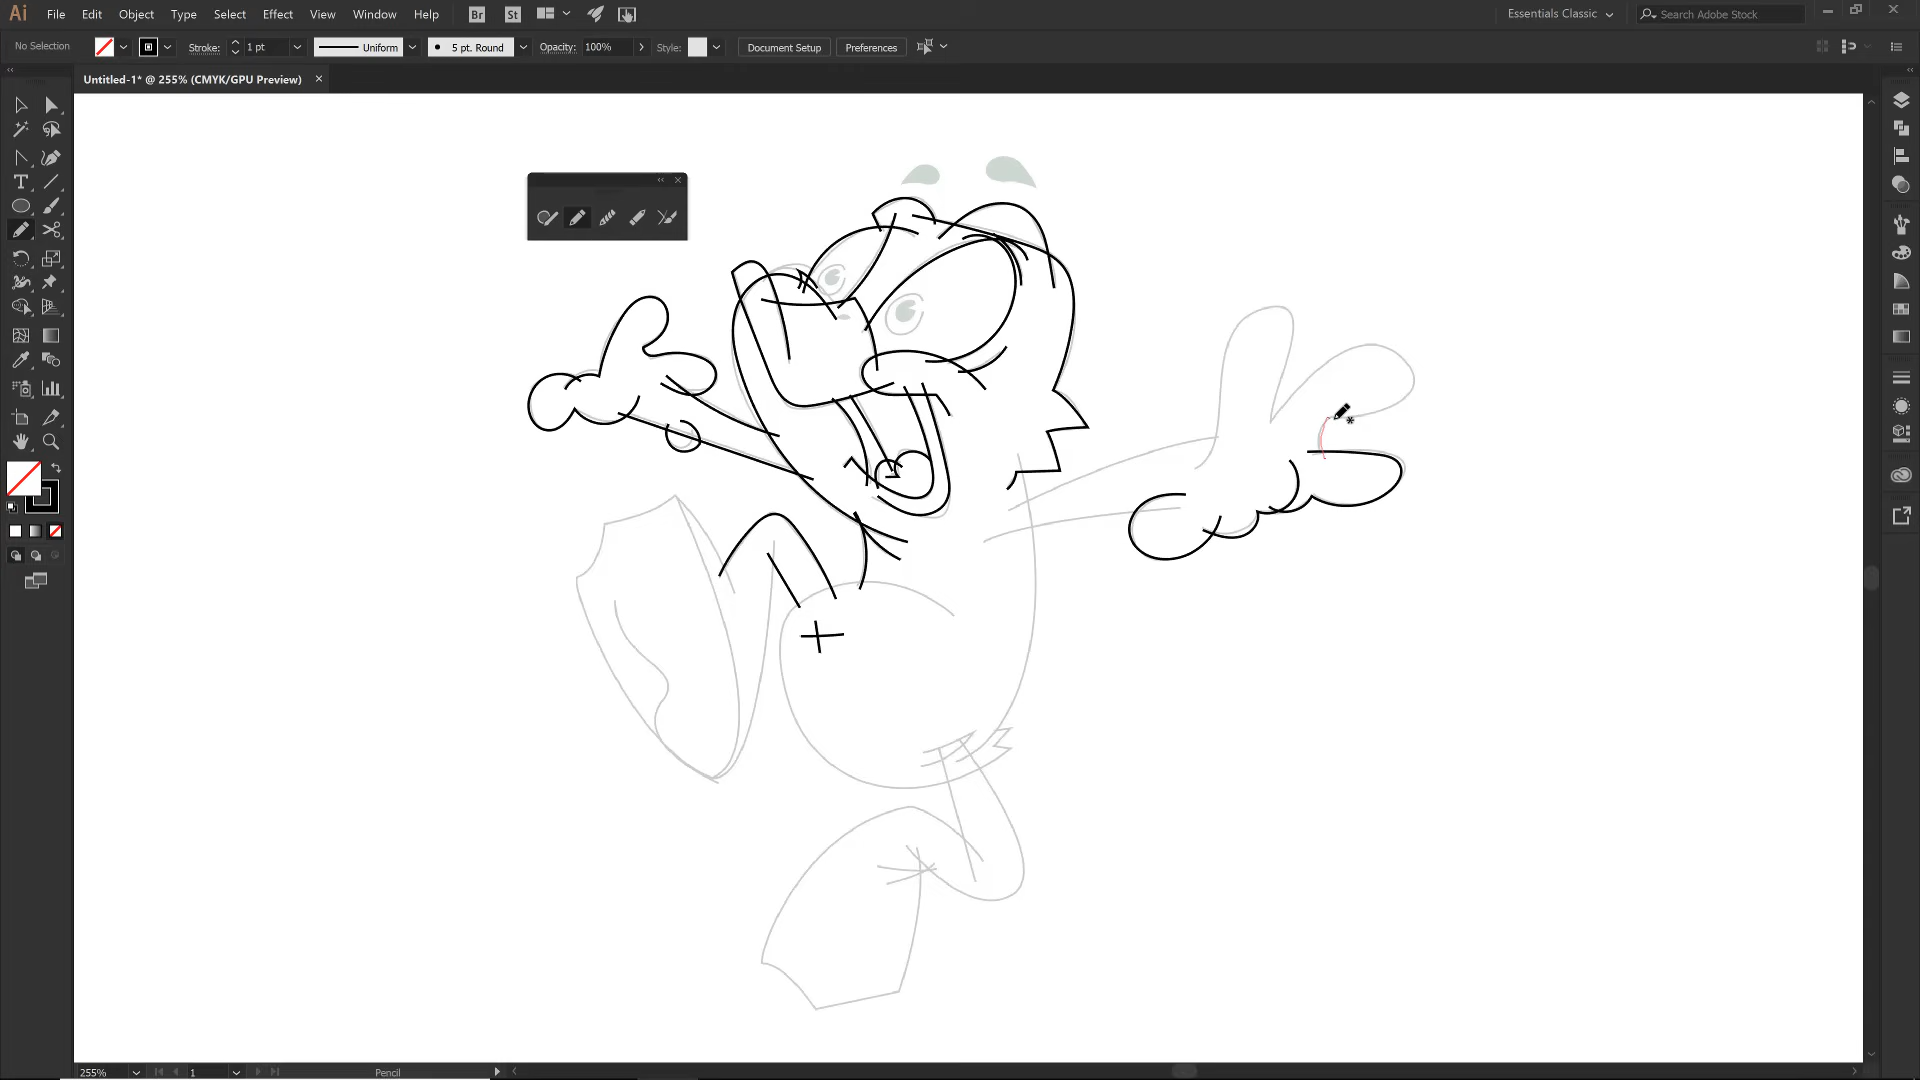 Ai File Edit Object Type Select Effect View Window Help Br St Essentials Classic Search Adobe Stock
No Selection Stroke: 1 pt Uniform 5 pt. Round Opacity: 100% Style: Document Setup Preferences
Untitled-1* @ 255% (CMYK/GPU Preview)
T
255% 1 Pencil